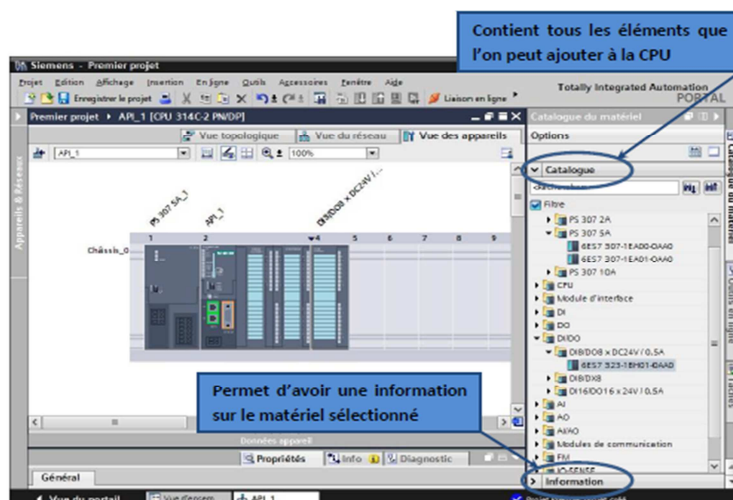 Contient tous les éléments que
l'on peut ajouter à la CPU
Siemens - Premier projet
Projet Edition Affichage Insertion En ligne Outils Accessoires Fenêtre Aide
Enregistrer le projet
Liaison en ligne
Totally Integrated Automation
PORTAL
Premier projet API_1 [CPU 314C-2 PN/DP]
Catalogue du matériel
Vue topologique Vue du réseau Vue des appareils
Options
API_1
100%
Catalogue
Filtre
Appareils & Réseaux
Catalogue du matériel
Outils en ligne
Tâches
PS 307 5A_1
API_1
DI8/DO8 x DC24V / ...
1 2 4 5 6 7 8 9
Châssis_0
PS 307 2A
PS 307 5A
6ES7 307-1EA00-0AA0
6ES7 307-1EA01-0AA0
PS 307 10A
CPU
Module d'interface
DI
DO
DI/DO
DI8/DO8 x DC24V / 0.5A
6ES7 323-1BH01-0AA0
DI8/DX8
DI16/DO16 x 24V / 0.5A
AI
AO
AI/AO
Modules de communication
FM
IQ-SENSE
Permet d'avoir une information
sur le matériel sélectionné
Données appareil
Propriétés Info Diagnostic
Général
Information
Vue du portail
API_1